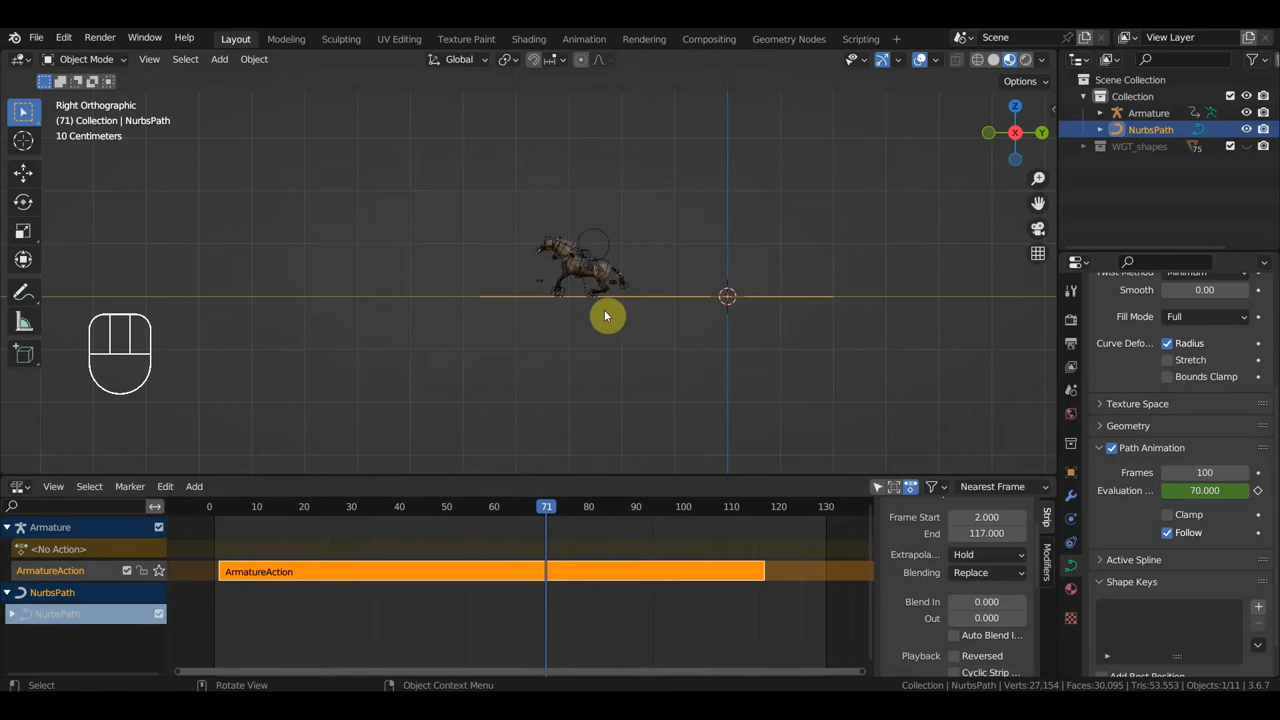 File Edit Render Window Help Layout Modeling Sculpting UV Editing Texture Paint Shading Animation Rendering Compositing Geometry Nodes Scripting + Scene View Layer
Object Mode View Select Add Object Global
Options
Right Orthographic
(71) Collection | NurbsPath
10 Centimeters
X
Y
Z
Scene Collection
Collection
Armature
NurbsPath
WGT_shapes 75
Twist Method Minimum
Smooth 0.00
Fill Mode Full
Curve Defo... Radius
Stretch
Bounds Clamp
Texture Space
Geometry
Path Animation
Frames 100
Evaluation ... 70.000
Clamp
Follow
Active Spline
Shape Keys
View Select Marker Edit Add Nearest Frame
0 10 20 30 40 50 60 71 80 90 100 110 120 130
Armature
<No Action>
ArmatureAction ArmatureAction
NurbsPath
NurbsPath
Frame Start 2.000
End 117.000
Extrapola... Hold
Blending Replace
Blend In 0.000
Out 0.000
Auto Blend I...
Playback Reversed
Cyclic Strip ...
Strip
Modifiers
Select Rotate View Object Context Menu Collection | NurbsPath | Verts:27,154 | Faces:30,095 | Tris:53,553 | Objects:1/11 | 3.6.7